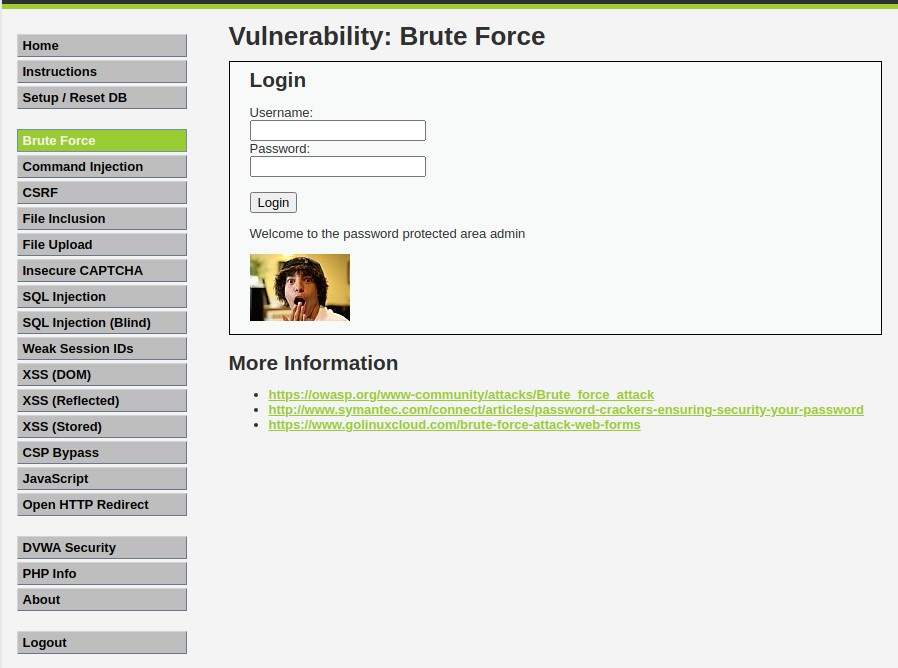 Home
Instructions
Setup / Reset DB
Brute Force
Command Injection
CSRF
File Inclusion
File Upload
Insecure CAPTCHA
SQL Injection
SQL Injection (Blind)
Weak Session IDs
XSS (DOM)
XSS (Reflected)
XSS (Stored)
CSP Bypass
JavaScript
Open HTTP Redirect
DVWA Security
PHP Info
About
Logout
Vulnerability: Brute Force
Login
Username:
Password:
Login
Welcome to the password protected area admin
More Information
https://owasp.org/www-community/attacks/Brute_force_attack
http://www.symantec.com/connect/articles/password-crackers-ensuring-security-your-password
https://www.golinuxcloud.com/brute-force-attack-web-forms